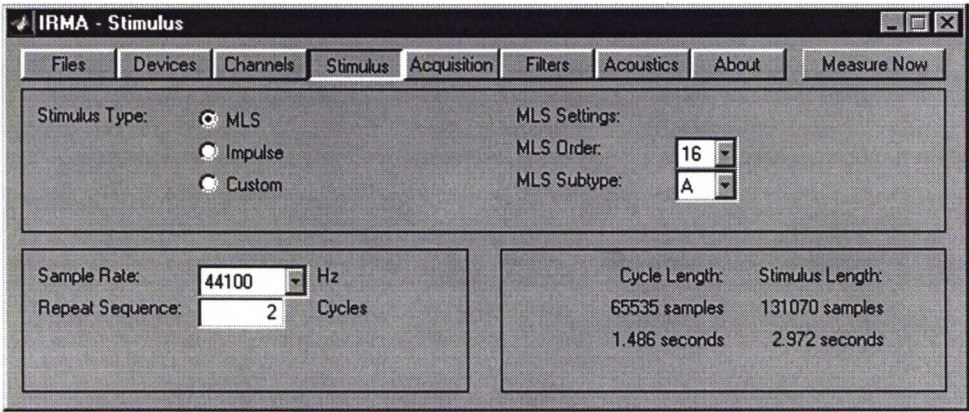 IRMA - Stimulus
Files Devices Channels Stimulus Acquisition Filters Acoustics About Measure Now
Stimulus Type: MLS
Impulse
Custom
MLS Settings:
MLS Order: 16
MLS Subtype: A
Sample Rate: 44100 Hz
Repeat Sequence: 2 Cycles
Cycle Length: Stimulus Length:
65535 samples 131070 samples
1.486 seconds 2.972 seconds